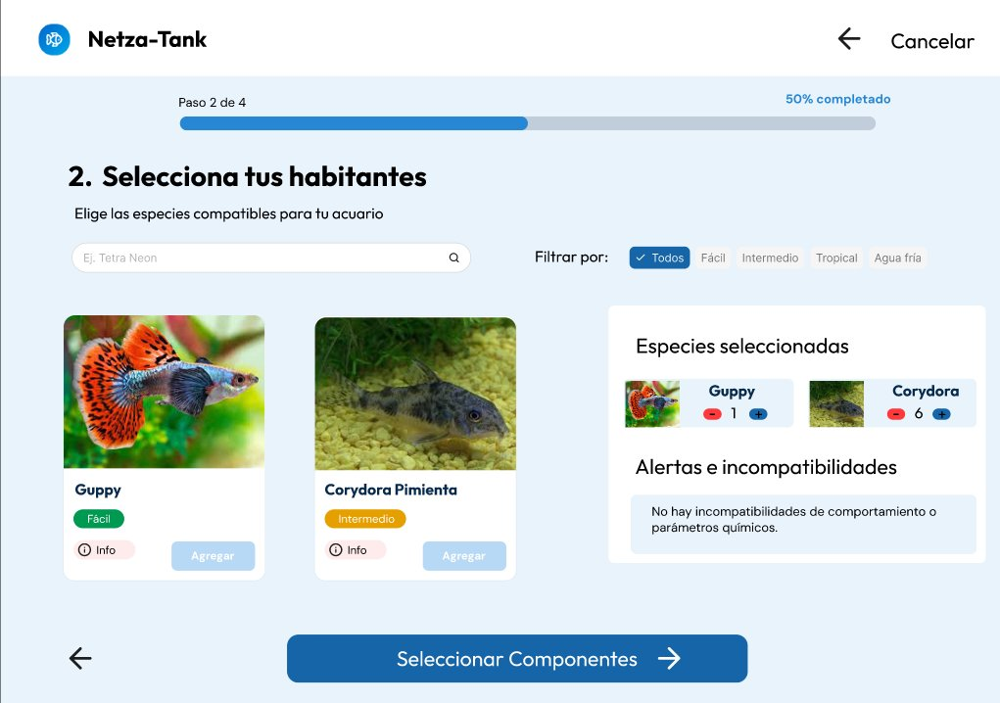 Netza-Tank
Cancelar
Paso 2 de 4
50% completado
2. Selecciona tus habitantes
Elige las especies compatibles para tu acuario
Ej. Tetra Neon
Filtrar por:
Todos
Fácil
Intermedio
Tropical
Agua fría
Guppy
Fácil
Info
Agregar
Corydora Pimienta
Intermedio
Info
Agregar
Especies seleccionadas
Guppy
- 1 +
Corydora
- 6 +
Alertas e incompatibilidades
No hay incompatibilidades de comportamiento o
parámetros químicos.
Seleccionar Componentes